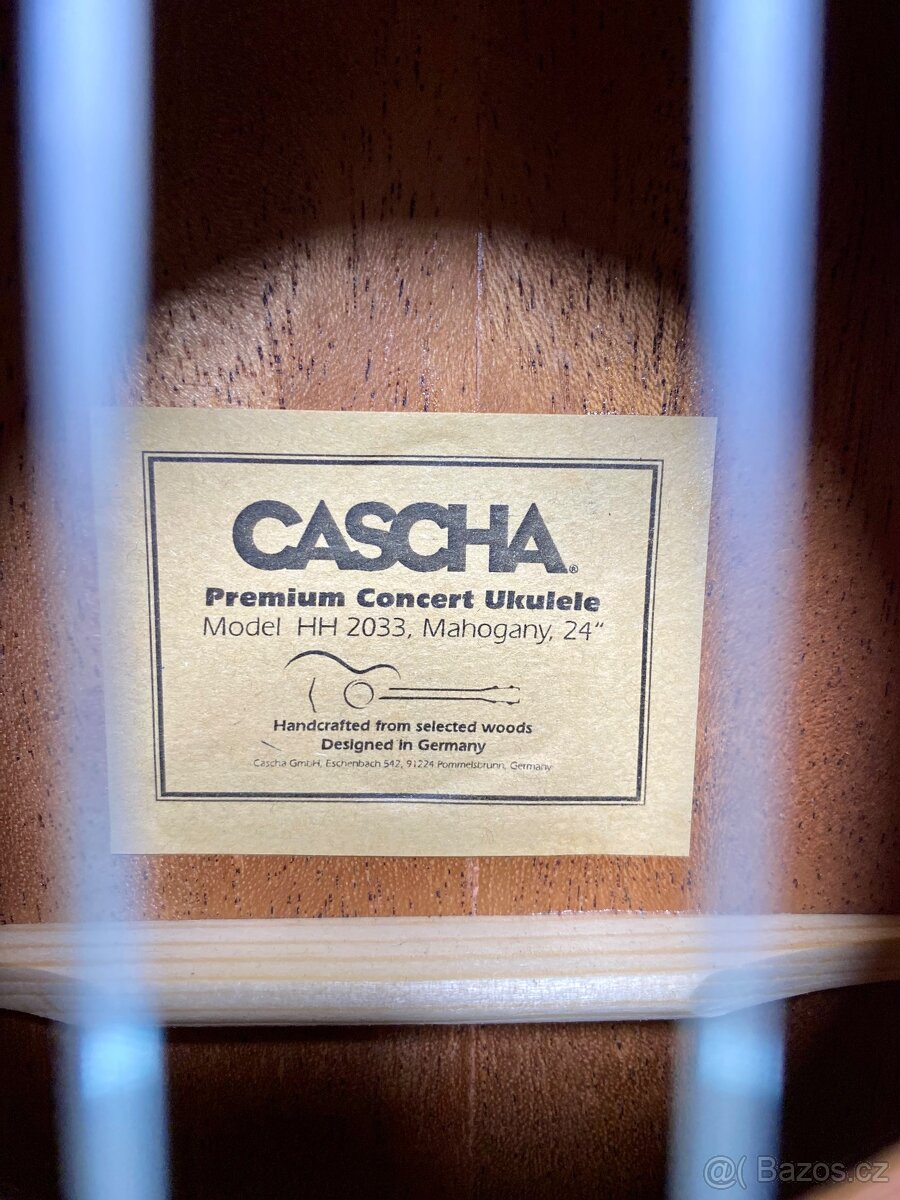 CASCHA®
Premium Concert Ukulele
Model HH 2033, Mahogany, 24“
Handcrafted from selected woods
Designed in Germany
Cascha GmbH, Eschenbach 542, 91224 Pommelsbrunn, Germany
@( Bazos.cz